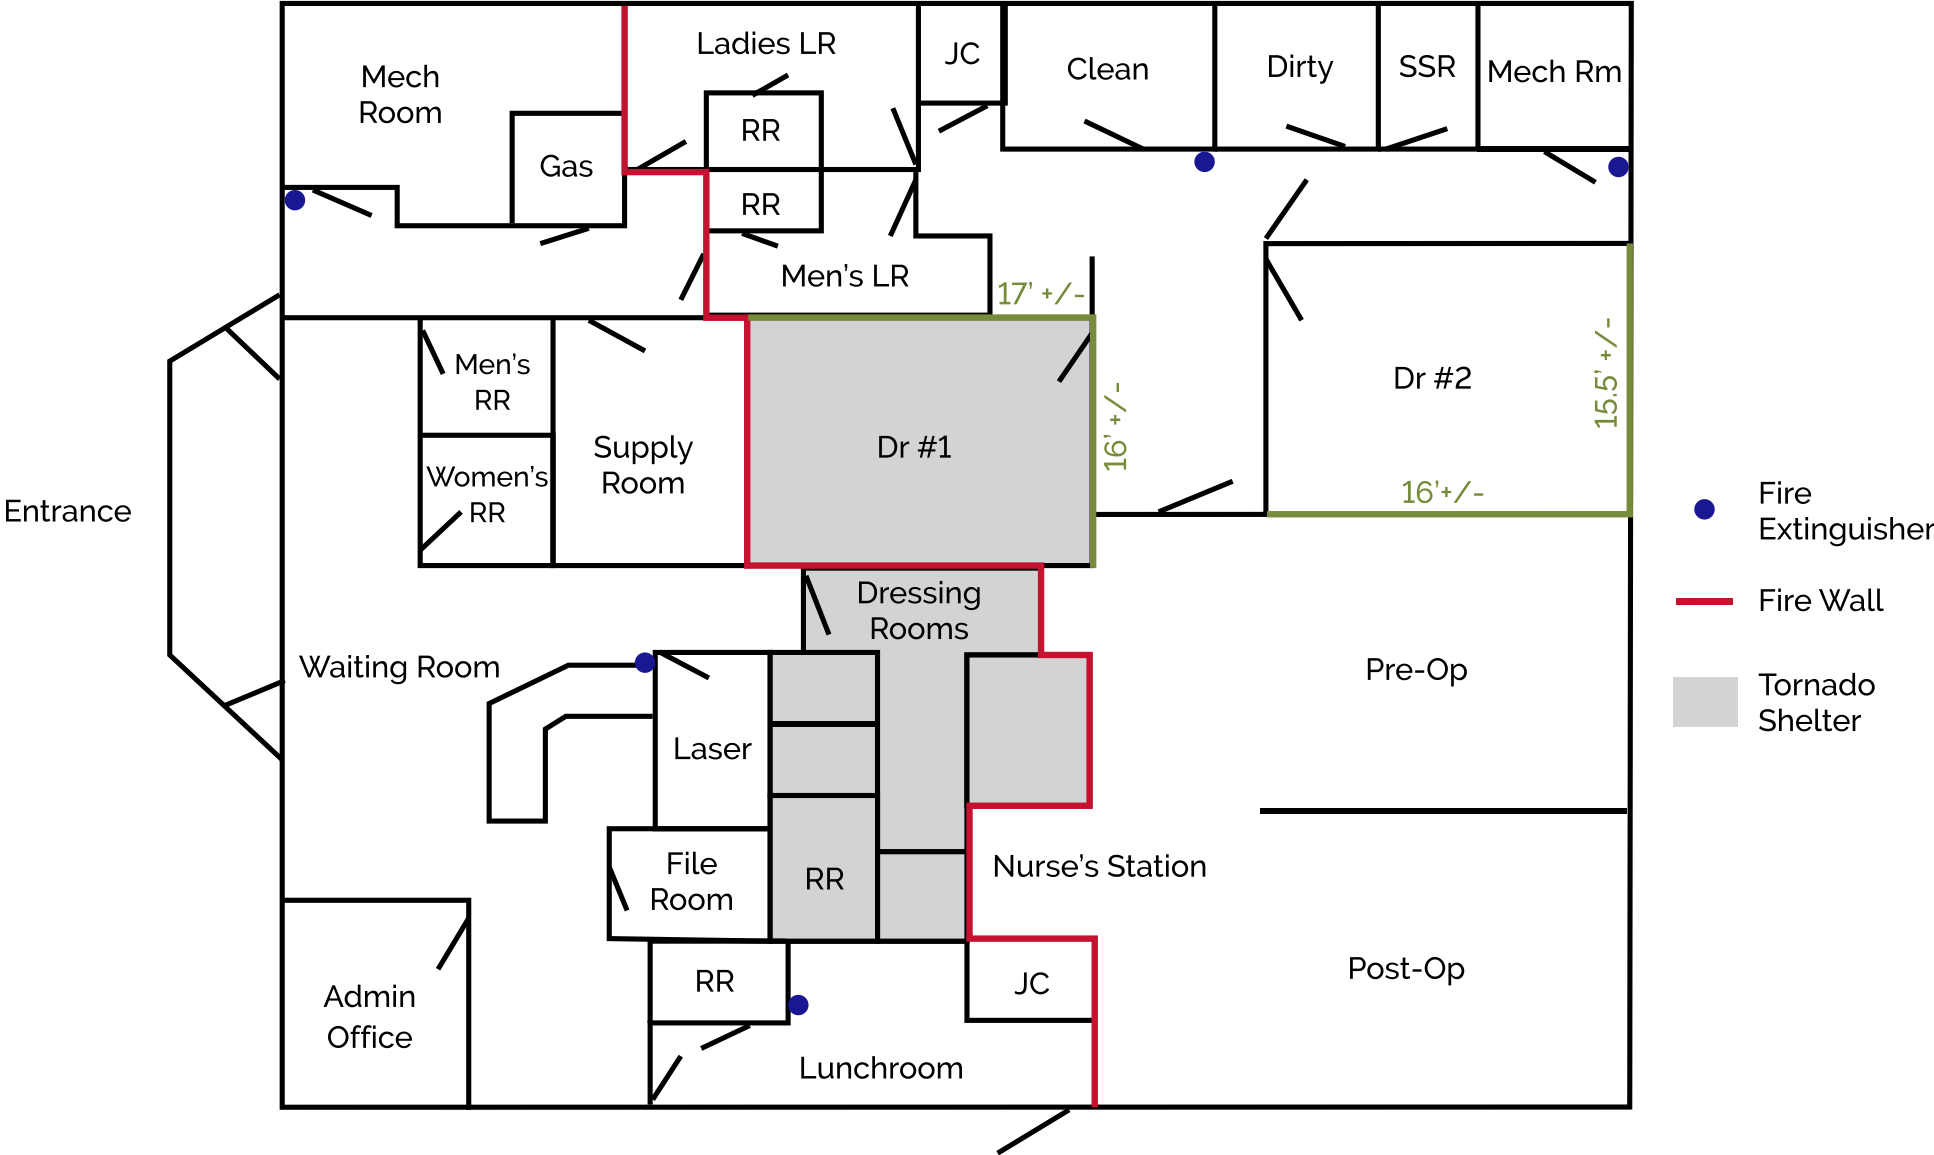 Mech
Room
Ladies LR
JC
Clean
Dirty
SSR
Mech Rm
Gas
RR
RR
Men's LR
17' +/-
Men's
RR
Women's
RR
Supply
Room
Dr #1
16' +/-
Dr #2
15.5' +/-
16'+/-
Entrance
Fire
Extinguisher
Fire Wall
Tornado
Shelter
Dressing
Rooms
Waiting Room
Pre-Op
Laser
File
Room
RR
Nurse's Station
Admin
Office
RR
JC
Post-Op
Lunchroom